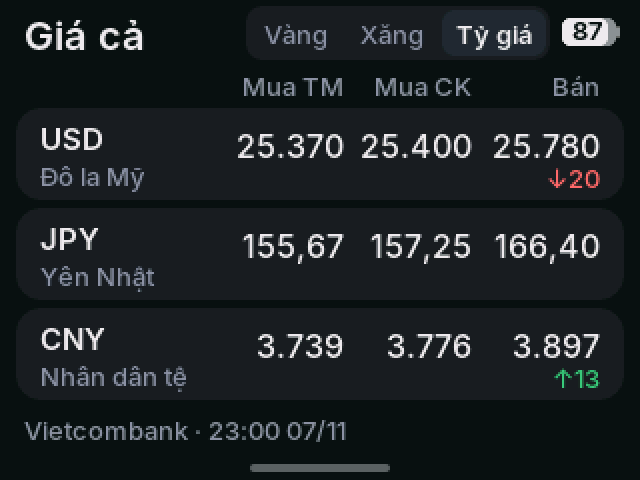 Giá cả Vàng Xăng Tỷ giá 87
Mua TM Mua CK Bán
USD 25.370 25.400 25.780
Đô la Mỹ ↓20
JPY 155,67 157,25 166,40
Yên Nhật
CNY 3.739 3.776 3.897
Nhân dân tệ ↑13
Vietcombank · 23:00 07/11